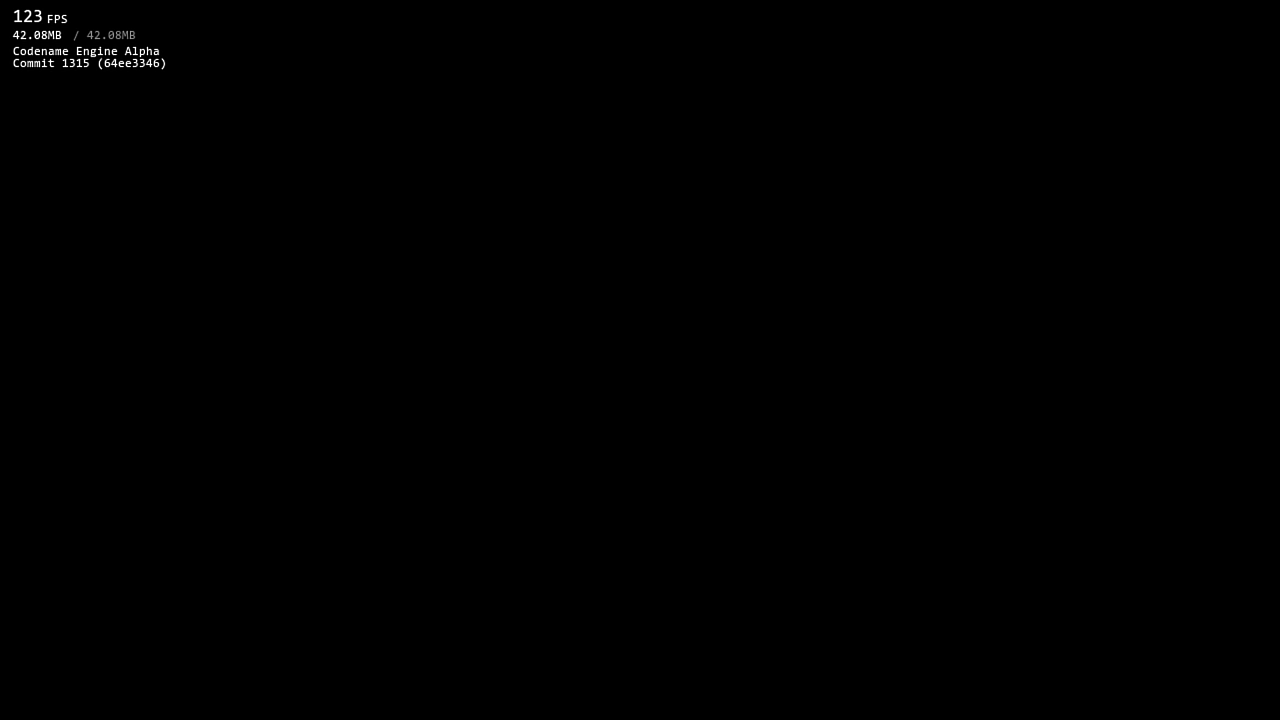 123 FPS
42.08MB / 42.08MB
Codename Engine Alpha
Commit 1315 (64ee3346)